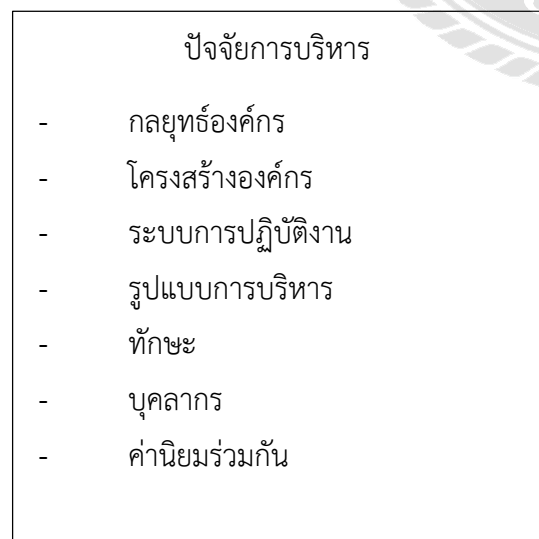 ปัจจัยการบริหาร
- กลยุทธ์องค์กร
- โครงสร้างองค์กร
- ระบบการปฏิบัติงาน
- รูปแบบการบริหาร
- ทักษะ
- บุคลากร
- ค่านิยมร่วมกัน